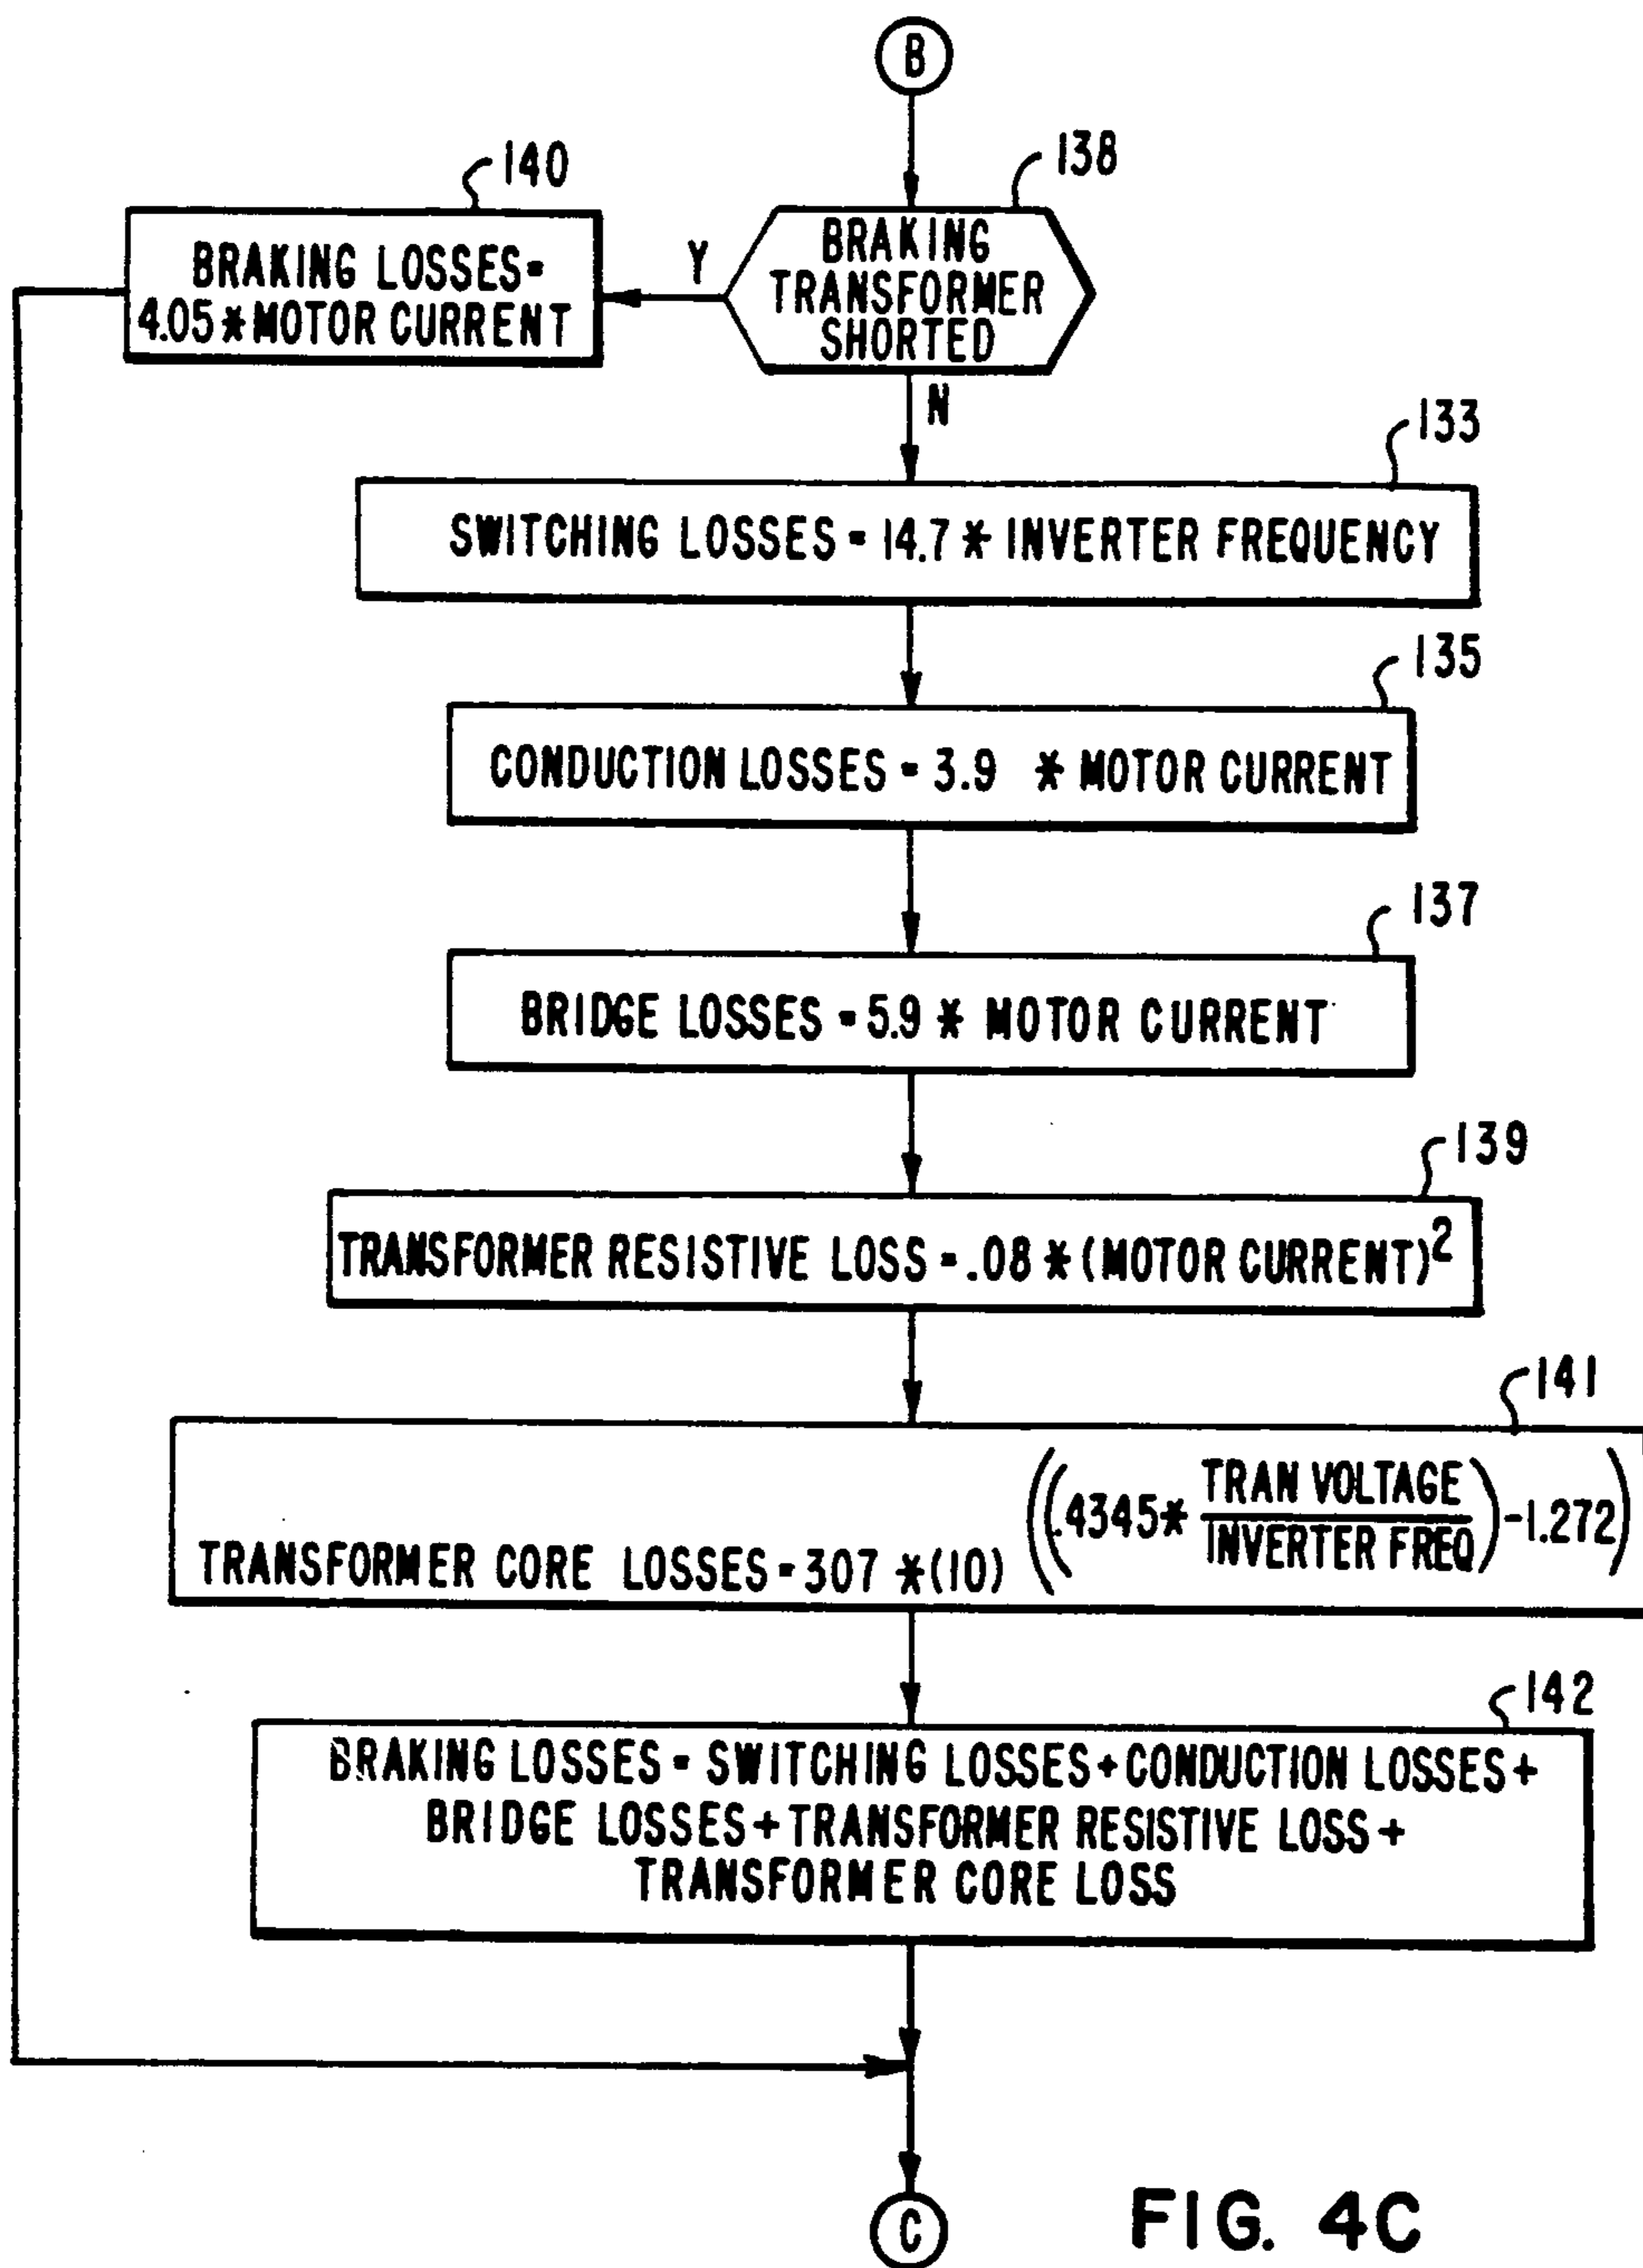 B
138
BRAKING
TRANSFORMER
SHORTED
Y
140
BRAKING LOSSES=
4.05*MOTOR CURRENT
N
133
SWITCHING LOSSES = 14.7 * INVERTER FREQUENCY
135
CONDUCTION LOSSES = 3.9 * MOTOR CURRENT
137
BRIDGE LOSSES = 5.9 * MOTOR CURRENT
139
TRANSFORMER RESISTIVE LOSS = .08 * (MOTOR CURRENT)²
141
TRANSFORMER CORE LOSSES = 307 *(10) ((.4345* TRAN VOLTAGE / INVERTER FREQ) -1.272)
142
BRAKING LOSSES = SWITCHING LOSSES + CONDUCTION LOSSES +
BRIDGE LOSSES + TRANSFORMER RESISTIVE LOSS +
TRANSFORMER CORE LOSS
C
FIG. 4C